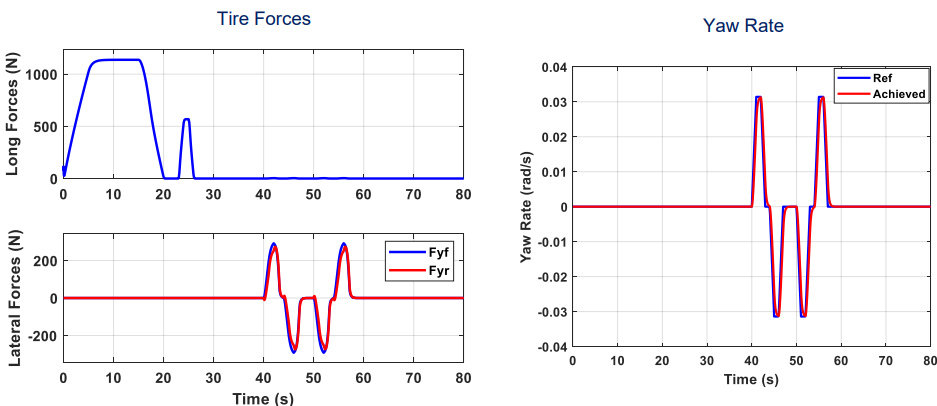 Tire Forces
Long Forces (N)
1000
500
0
0 10 20 30 40 50 60 70 80
Lateral Forces (N)
200
0
-200
Fyf
Fyr
0 10 20 30 40 50 60 70 80
Time (s)
Yaw Rate
Yaw Rate (rad/s)
0.04
0.03
0.02
0.01
0
-0.01
-0.02
-0.03
-0.04
Ref
Achieved
0 10 20 30 40 50 60 70 80
Time (s)